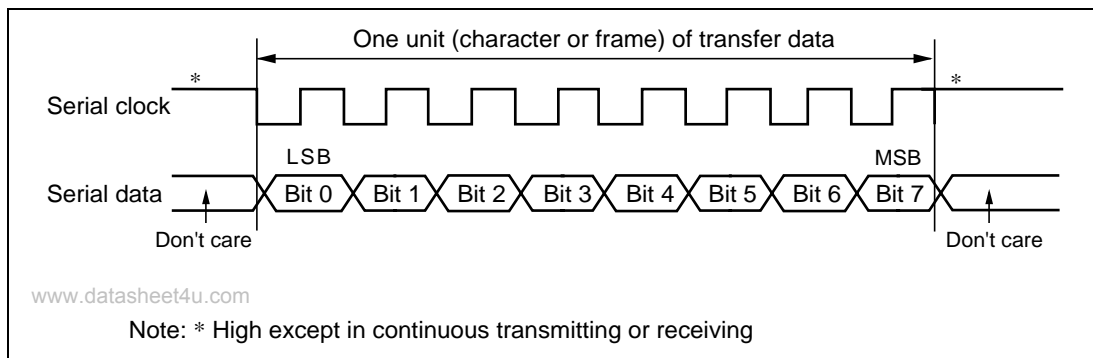 One unit (character or frame) of transfer data
* *
Serial clock
LSB MSB
Serial data Bit 0 Bit 1 Bit 2 Bit 3 Bit 4 Bit 5 Bit 6 Bit 7
Don't care Don't care
www.datasheet4u.com
Note: * High except in continuous transmitting or receiving